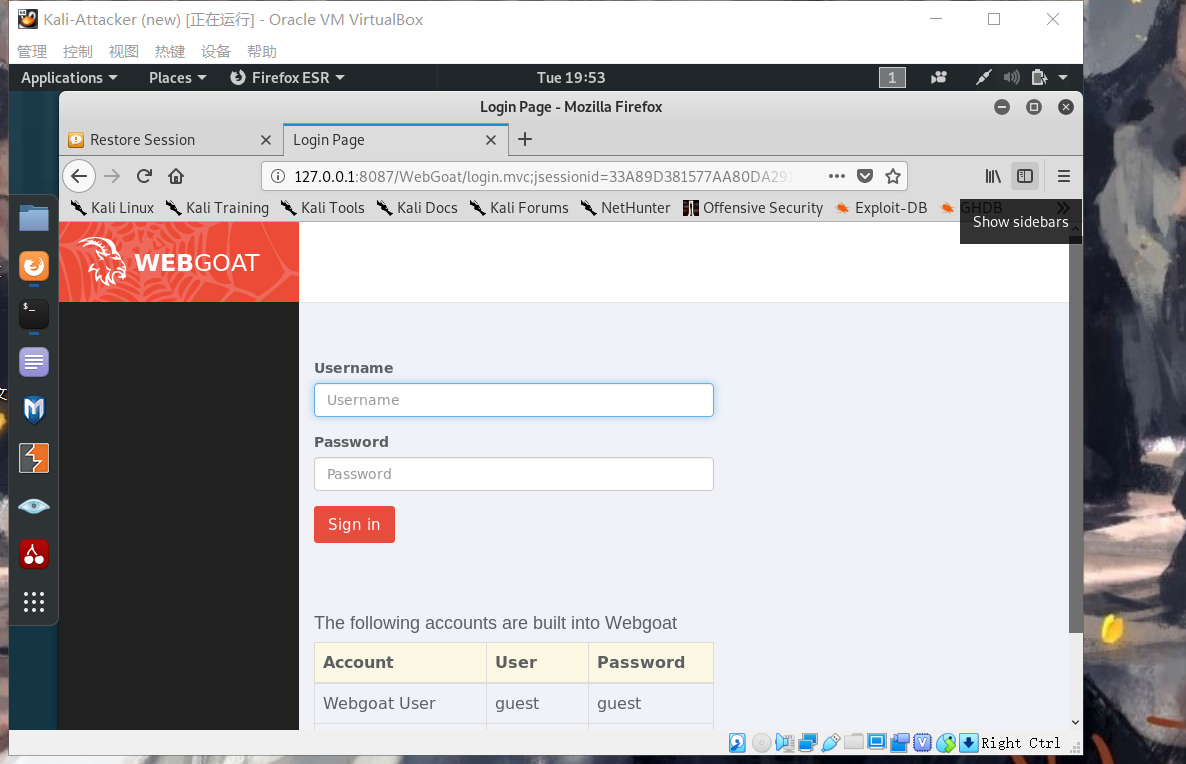 Kali-Attacker (new) [正在运行] - Oracle VM VirtualBox
管理 控制 视图 热键 设备 帮助
Applications Places Firefox ESR Tue 19:53 1
Login Page - Mozilla Firefox
Restore Session Login Page
127.0.0.1:8087/WebGoat/login.mvc;jsessionid=33A89D381577AA80DA291
Kali Linux Kali Training Kali Tools Kali Docs Kali Forums NetHunter Offensive Security Exploit-DB GHDB
Show sidebars
WEBGOAT
Username
Username
Password
Password
Sign in
The following accounts are built into Webgoat
Account User Password
Webgoat User guest guest
Right Ctrl